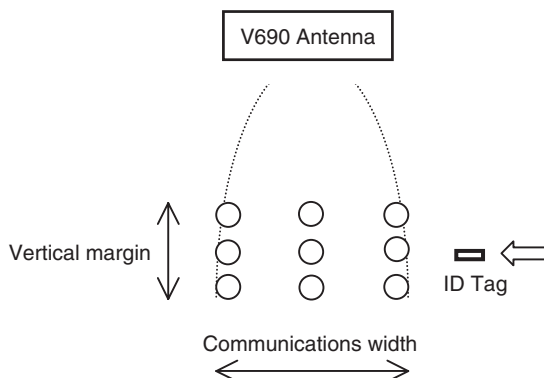 V690 Antenna
Vertical margin
ID Tag
Communications width